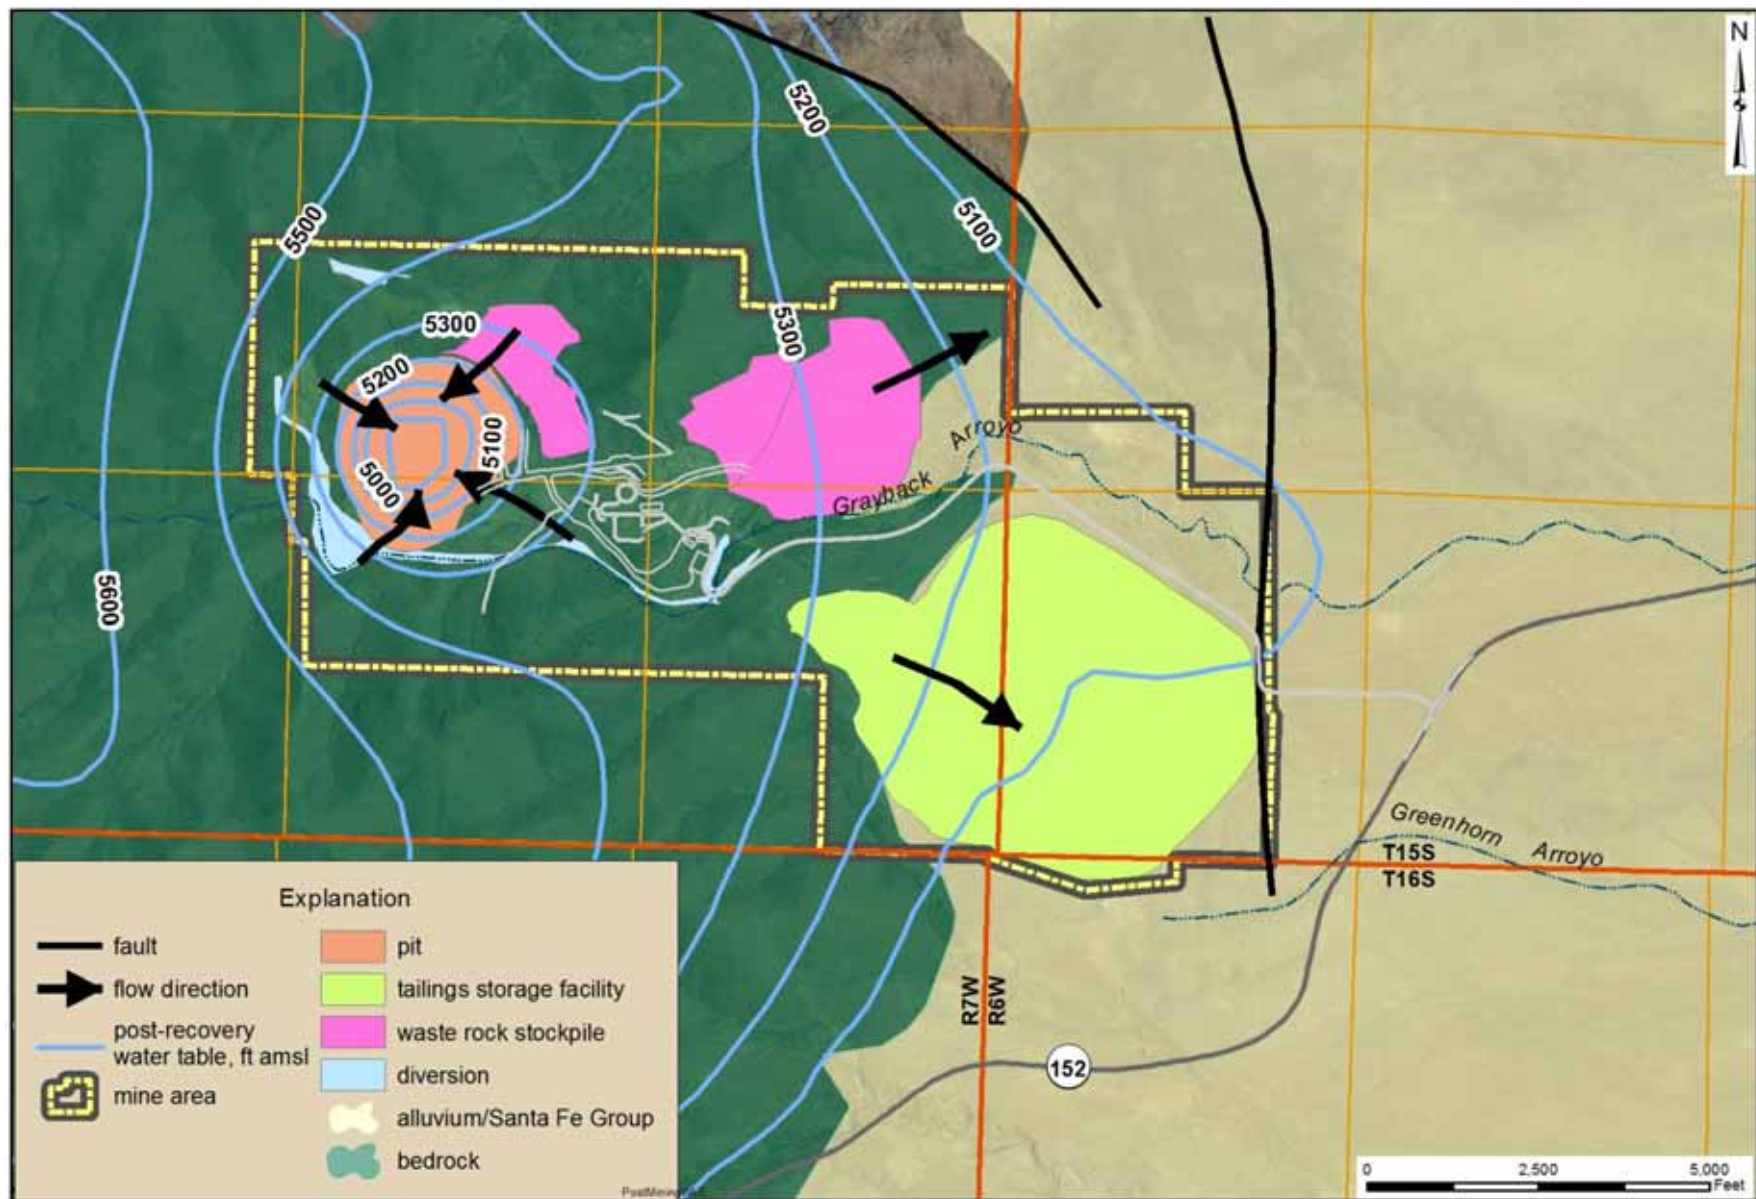 N
5200
5100
5500
5300
5300
5200
5100
5000
Arroyo
Grayback
5600
Greenhorn
Arroyo
T15S
T16S
R7W
R6W
152
Explanation
fault
flow direction
post-recovery
water table, ft amsl
mine area
pit
tailings storage facility
waste rock stockpile
diversion
alluvium/Santa Fe Group
bedrock
0 2,500 5,000
Feet